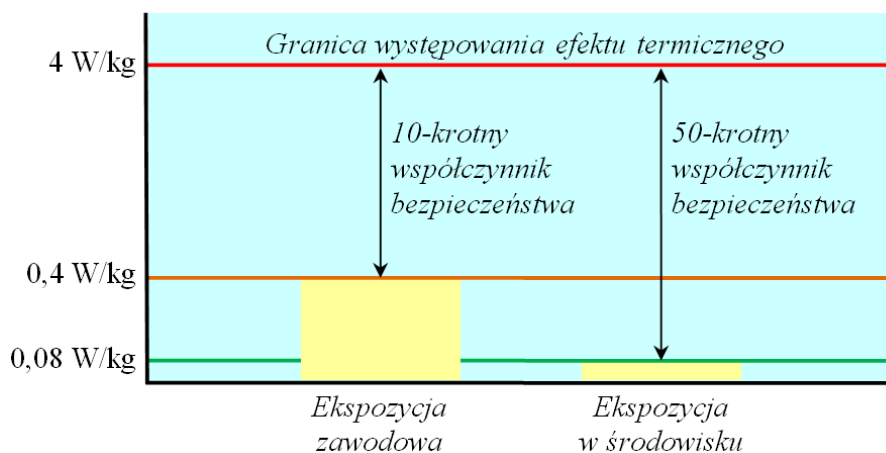 Granica występowania efektu termicznego
4 W/kg
10-krotny
współczynnik
bezpieczeństwa
50-krotny
współczynnik
bezpieczeństwa
0,4 W/kg
0,08 W/kg
Ekspozycja
zawodowa
Ekspozycja
w środowisku